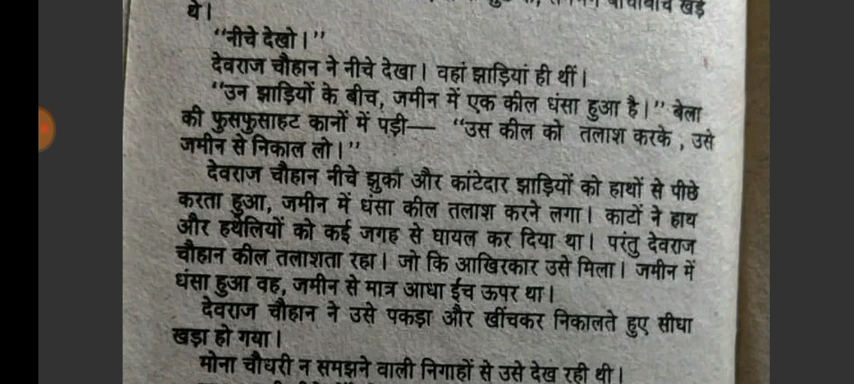 थे।
"नीचे देखो।"
देवराज चौहान ने नीचे देखा। वहां झाड़ियां ही थीं।
"उन झाड़ियों के बीच, जमीन में एक कील धंसा हुआ है।" बेला
की फुसफुसाहट कानों में पड़ी— "उस कील को तलाश करके , उसे
जमीन से निकाल लो।"
देवराज चौहान नीचे झुका और कांटेदार झाड़ियों को हाथों से पीछे
करता हुआ, जमीन में धंसा कील तलाश करने लगा। काटों ने हाथ
और हथेलियों को कई जगह से घायल कर दिया था। परंतु देवराज
चौहान कील तलाशता रहा। जो कि आखिरकार उसे मिला। जमीन में
धंसा हुआ वह, जमीन से मात्र आधा ईंच ऊपर था।
देवराज चौहान ने उसे पकड़ा और खींचकर निकालते हुए सीधा
खड़ा हो गया।
मोना चौधरी न समझने वाली निगाहों से उसे देख रही थी।